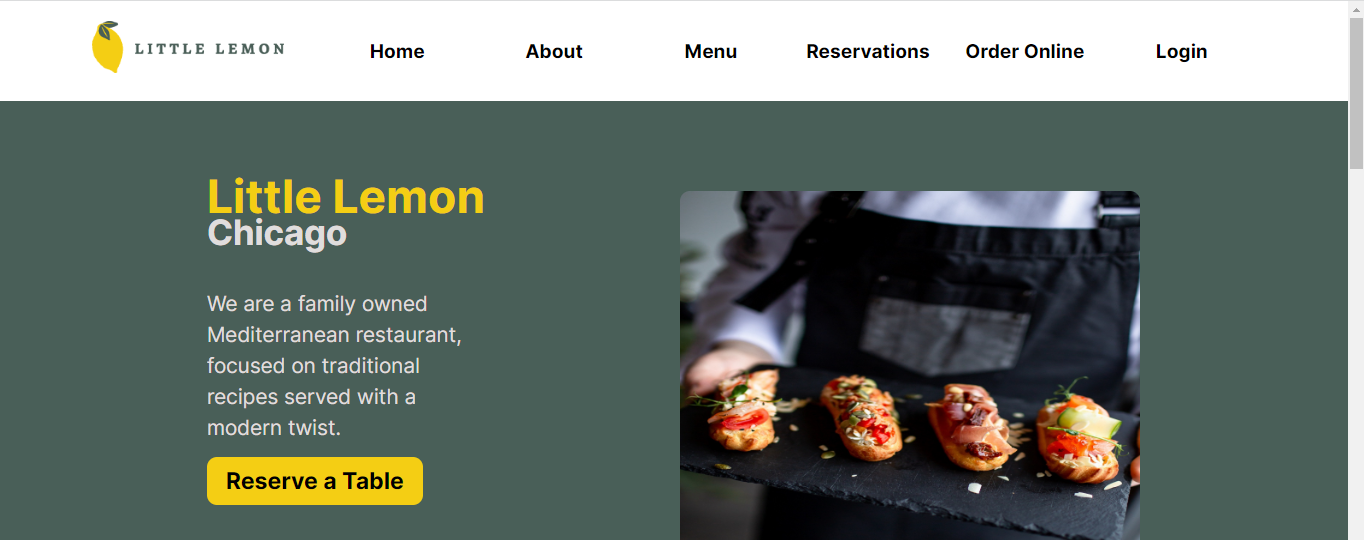 LITTLE LEMON
Home
About
Menu
Reservations
Order Online
Login
Little Lemon
Chicago
We are a family owned
Mediterranean restaurant,
focused on traditional
recipes served with a
modern twist.
Reserve a Table